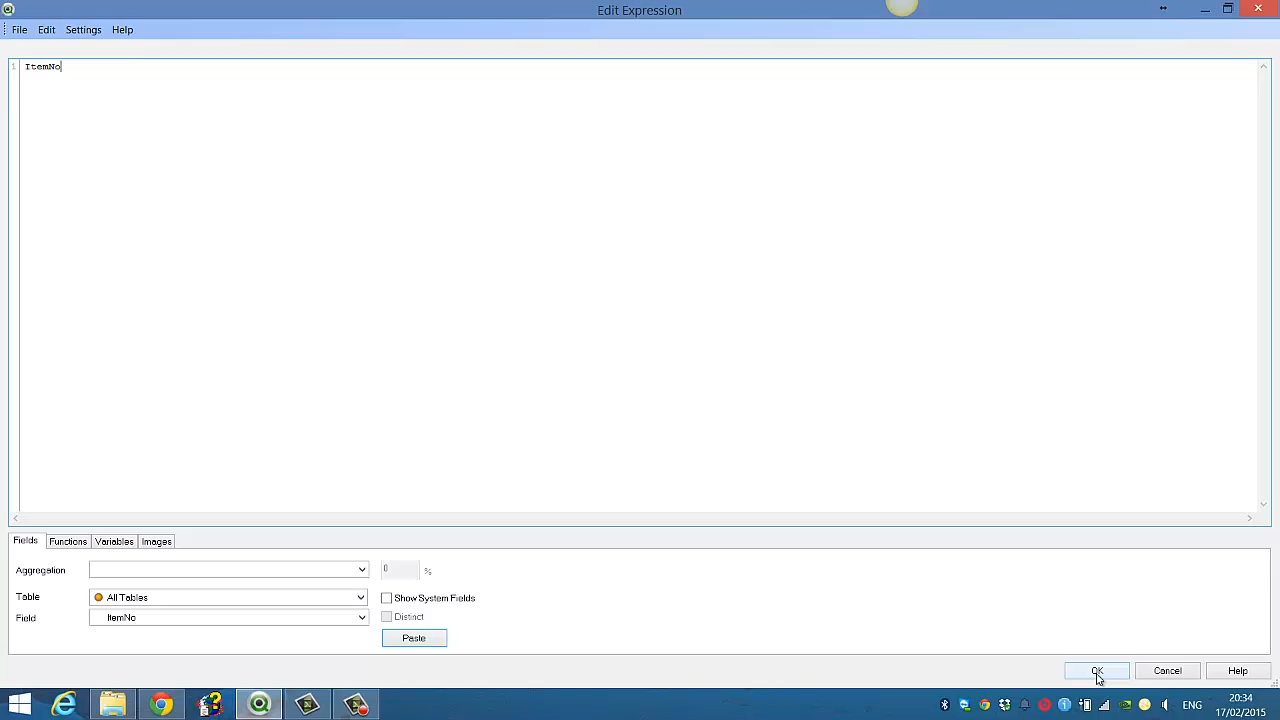 Edit Expression
File Edit Settings Help
1 ItemNo
Fields Functions Variables Images
Aggregation 0 %
Table All Tables Show System Fields
Field ItemNo Distinct
Paste
OK Cancel Help
20:34
ENG
17/02/2015